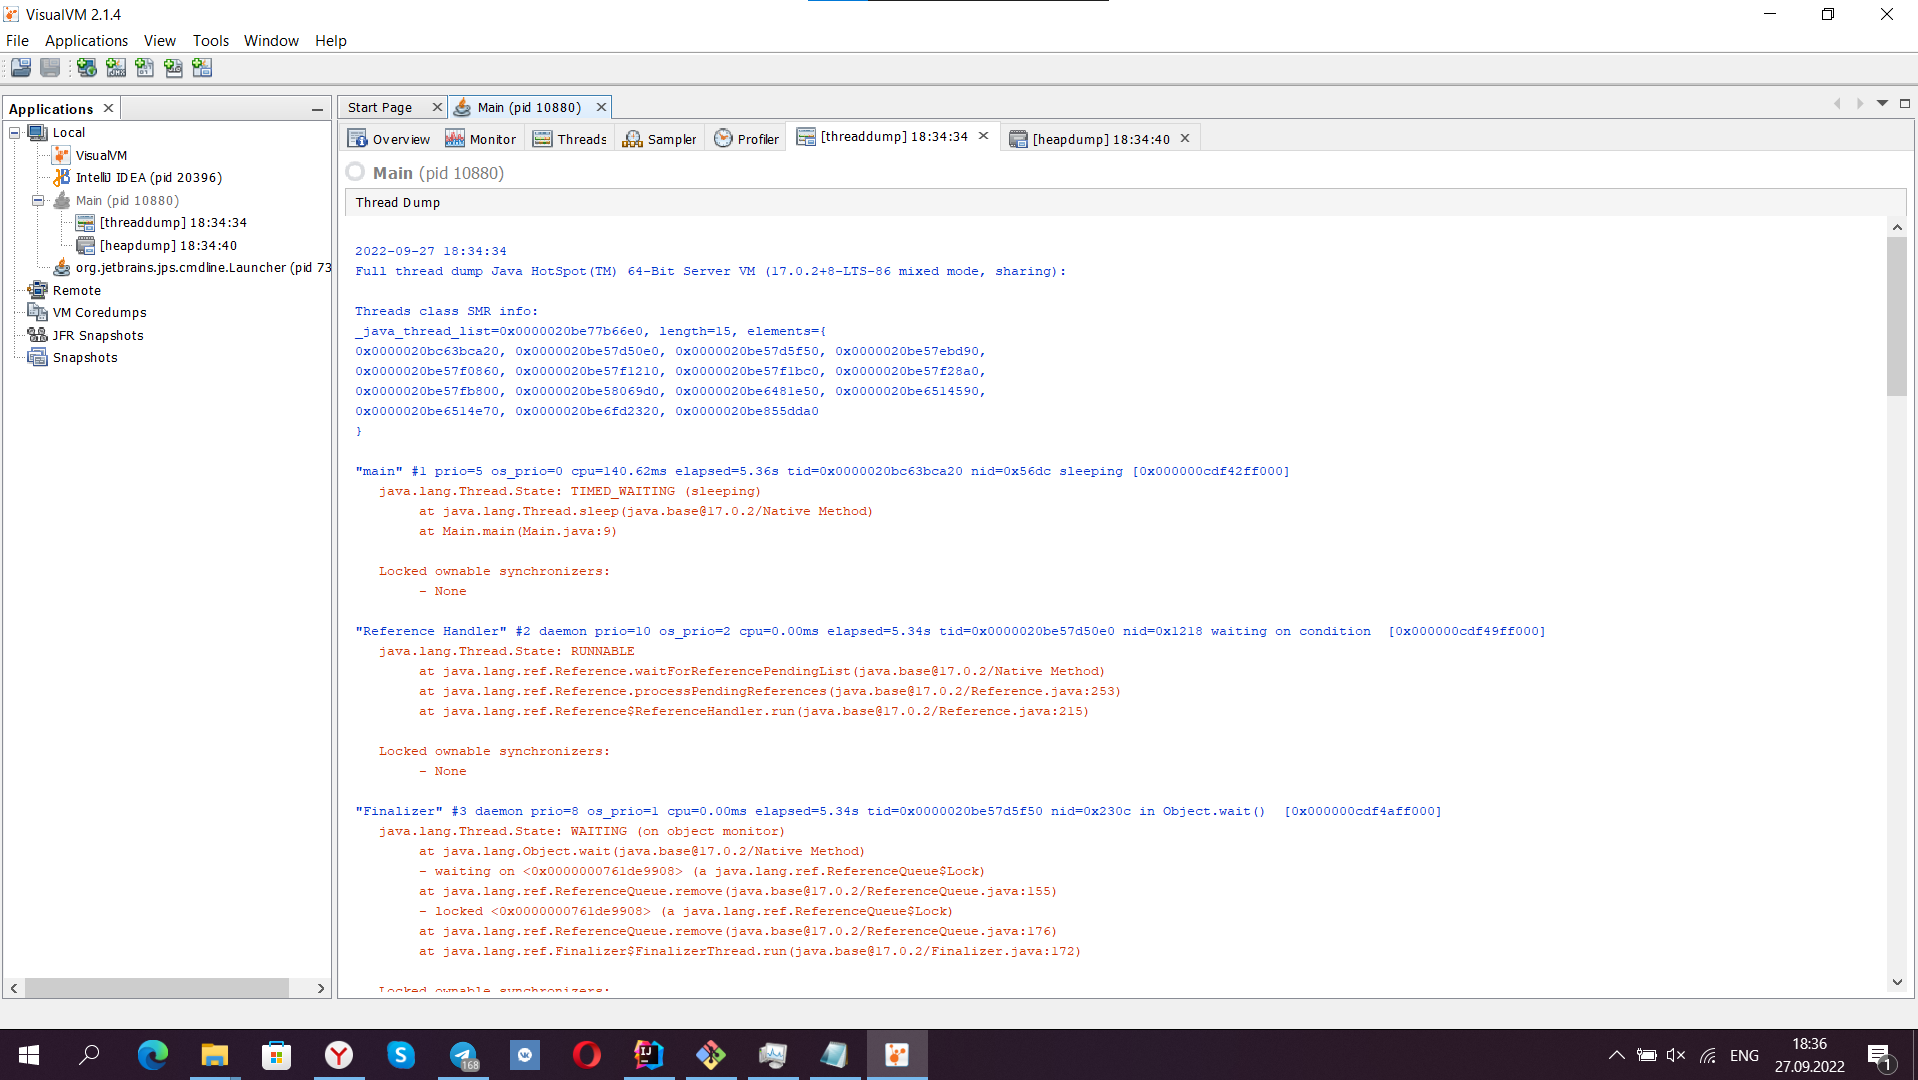 VisualVM 2.1.4
File Applications View Tools Window Help
Applications
Local
VisualVM
IntelliJ IDEA (pid 20396)
Main (pid 10880)
[threaddump] 18:34:34
[heapdump] 18:34:40
org.jetbrains.jps.cmdline.Launcher (pid 73
Remote
VM Coredumps
JFR Snapshots
Snapshots
Start Page Main (pid 10880)
Overview Monitor Threads Sampler Profiler [threaddump] 18:34:34 [heapdump] 18:34:40
Main (pid 10880)
Thread Dump
2022-09-27 18:34:34
Full thread dump Java HotSpot(TM) 64-Bit Server VM (17.0.2+8-LTS-86 mixed mode, sharing):
Threads class SMR info:
_java_thread_list=0x0000020be77b66e0, length=15, elements={
0x0000020bc63bca20, 0x0000020be57d50e0, 0x0000020be57d5f50, 0x0000020be57ebd90,
0x0000020be57f0860, 0x0000020be57f1210, 0x0000020be57f1bc0, 0x0000020be57f28a0,
0x0000020be57fb800, 0x0000020be58069d0, 0x0000020be6481e50, 0x0000020be6514590,
0x0000020be6514e70, 0x0000020be6fd2320, 0x0000020be855dda0
}
"main" #1 prio=5 os_prio=0 cpu=140.62ms elapsed=5.36s tid=0x0000020bc63bca20 nid=0x56dc sleeping [0x000000cdf42ff000]
java.lang.Thread.State: TIMED_WAITING (sleeping)
at java.lang.Thread.sleep(java.base@17.0.2/Native Method)
at Main.main(Main.java:9)
Locked ownable synchronizers:
- None
"Reference Handler" #2 daemon prio=10 os_prio=2 cpu=0.00ms elapsed=5.34s tid=0x0000020be57d50e0 nid=0x1218 waiting on condition [0x000000cdf49ff000]
java.lang.Thread.State: RUNNABLE
at java.lang.ref.Reference.waitForReferencePendingList(java.base@17.0.2/Native Method)
at java.lang.ref.Reference.processPendingReferences(java.base@17.0.2/Reference.java:253)
at java.lang.ref.Reference$ReferenceHandler.run(java.base@17.0.2/Reference.java:215)
Locked ownable synchronizers:
- None
"Finalizer" #3 daemon prio=8 os_prio=1 cpu=0.00ms elapsed=5.34s tid=0x0000020be57d5f50 nid=0x230c in Object.wait() [0x000000cdf4aff000]
java.lang.Thread.State: WAITING (on object monitor)
at java.lang.Object.wait(java.base@17.0.2/Native Method)
- waiting on <0x0000000761de9908> (a java.lang.ref.ReferenceQueue$Lock)
at java.lang.ref.ReferenceQueue.remove(java.base@17.0.2/ReferenceQueue.java:155)
- locked <0x0000000761de9908> (a java.lang.ref.ReferenceQueue$Lock)
at java.lang.ref.ReferenceQueue.remove(java.base@17.0.2/ReferenceQueue.java:176)
at java.lang.ref.Finalizer$FinalizerThread.run(java.base@17.0.2/Finalizer.java:172)
Locked ownable synchronizers:
168
ENG
18:36
27.09.2022
1